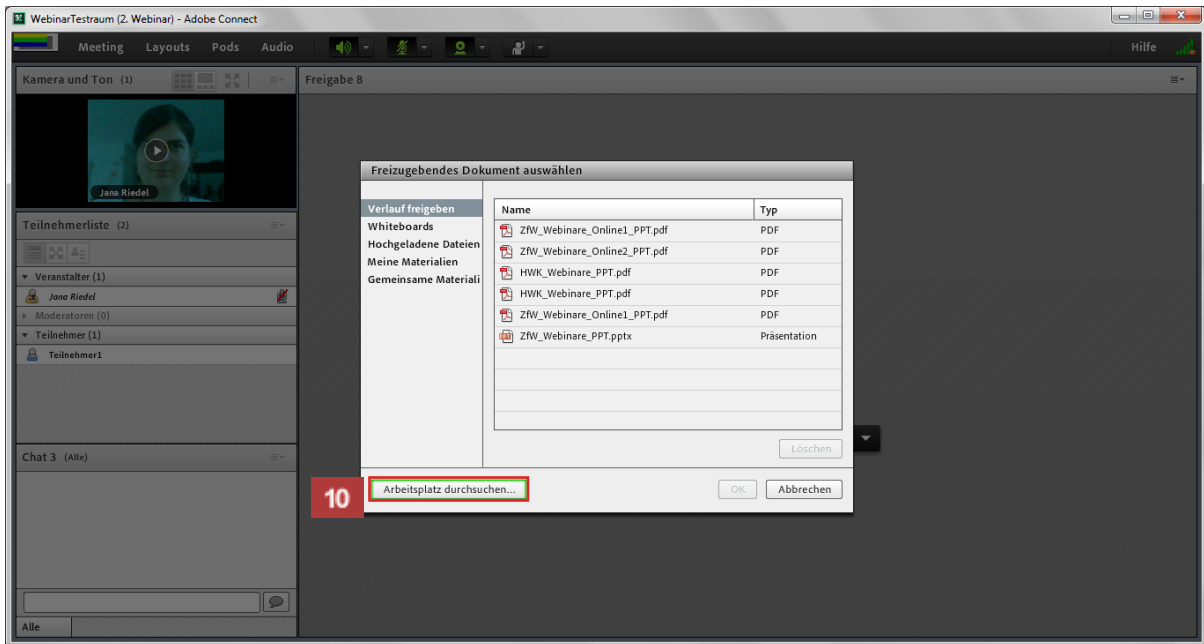 WebinarTestraum (2. Webinar) - Adobe Connect
Meeting Layouts Pods Audio Hilfe
Kamera und Ton (1)
Freigabe 8
Jana Riedel
Teilnehmerliste (2)
Veranstalter (1)
Jana Riedel
Moderatoren (0)
Teilnehmer (1)
Teilnehmer1
Chat 3 (Alle)
Alle
Freizugebendes Dokument auswählen
Verlauf freigeben
Whiteboards
Hochgeladene Dateien
Meine Materialien
Gemeinsame Materiali
Name Typ
ZfW_Webinare_Online1_PPT.pdf PDF
ZfW_Webinare_Online2_PPT.pdf PDF
HWK_Webinare_PPT.pdf PDF
HWK_Webinare_PPT.pdf PDF
ZfW_Webinare_Online1_PPT.pdf PDF
ZfW_Webinare_PPT.pptx Präsentation
Löschen
10 Arbeitsplatz durchsuchen... OK Abbrechen